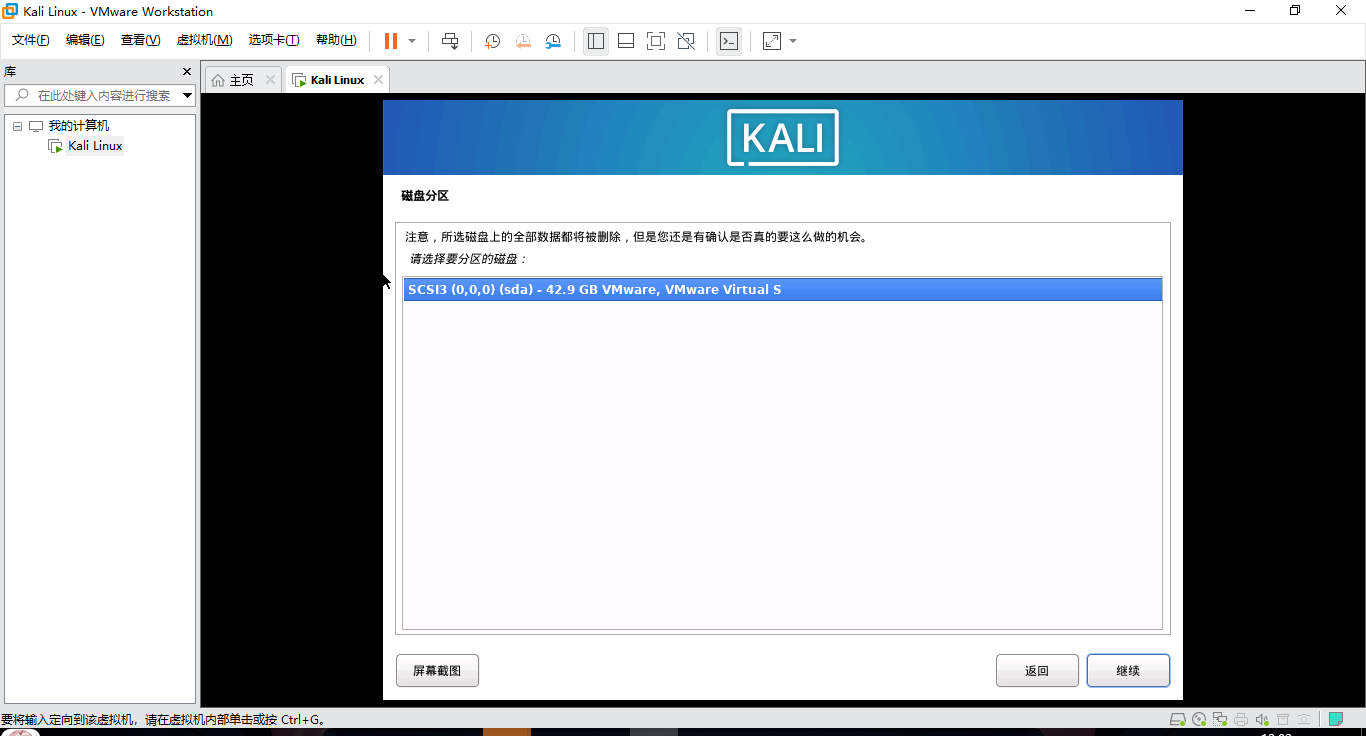 Kali Linux - VMware Workstation
文件(F) 编辑(E) 查看(V) 虚拟机(M) 选项卡(T) 帮助(H)
库
主页
Kali Linux
在此处键入内容进行搜索
我的计算机
Kali Linux
KALI
磁盘分区
注意，所选磁盘上的全部数据都将被删除，但是您还是有确认是否真的要这么做的机会。
请选择要分区的磁盘：
SCSI3 (0,0,0) (sda) - 42.9 GB VMware, VMware Virtual S
屏幕截图
返回
继续
要将输入定向到该虚拟机，请在虚拟机内部单击或按 Ctrl+G。